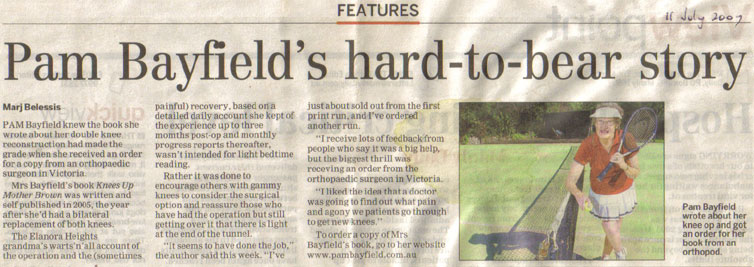 FEATURES
11 July 2007
Pam Bayfield's hard-to-bear story
Marj Belessis
PAM Bayfield knew the book she
wrote about her double knee
reconstruction had made the
grade when she received an order
for a copy from an orthopaedic
surgeon in Victoria.
Mrs Bayfield's book Knees Up
Mother Brown was written and
self published in 2005, the year
after she'd had a bilateral
replacement of both knees.
The Elanora Heights
grandma's warts'n'all account of
the operation and the (sometimes
painful) recovery, based on a
detailed daily account she kept of
the experience up to three
momths post-op and monthly
progress reports thereafter,
wasn't intended for light bedtime
reading.
Rather it was done to
encourage others with gammy
knees to consider the surgical
option and reassure those who
have had the operation but still
getting over it that there is light
at the end of the tunnel.
"It seems to have done the job,"
the author said this week. "I've
just about sold out from the first
print run, and I've ordered
another run.
"I receive lots of feedback from
people who say it was a big help,
but the biggest thrill was
receving an order from the
orthopaedic surgeon in Victoria.
"I liked the idea that a doctor
was going to find out what pain
and agony we patients go through
to get new knees."
To order a copy of Mrs
Bayfield's book, go to her website
www.pambayfield.com.au
Pam Bayfield
wrote about her
knee op and got
an order for her
book from an
orthopod.